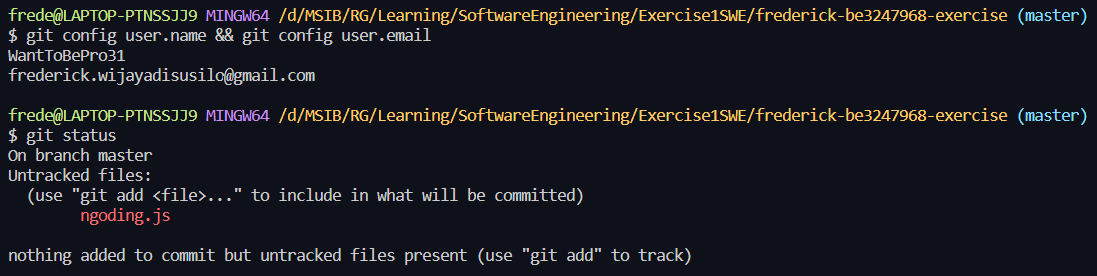 frede@LAPTOP-PTNSSJJ9 MINGW64 /d/MSIB/RG/Learning/SoftwareEngineering/Exercise1SWE/frederick-be3247968-exercise (master)
$ git config user.name && git config user.email
WantToBePro31
frederick.wijayadisusilo@gmail.com

frede@LAPTOP-PTNSSJJ9 MINGW64 /d/MSIB/RG/Learning/SoftwareEngineering/Exercise1SWE/frederick-be3247968-exercise (master)
$ git status
On branch master
Untracked files:
  (use "git add <file>..." to include in what will be committed)
        ngoding.js

nothing added to commit but untracked files present (use "git add" to track)